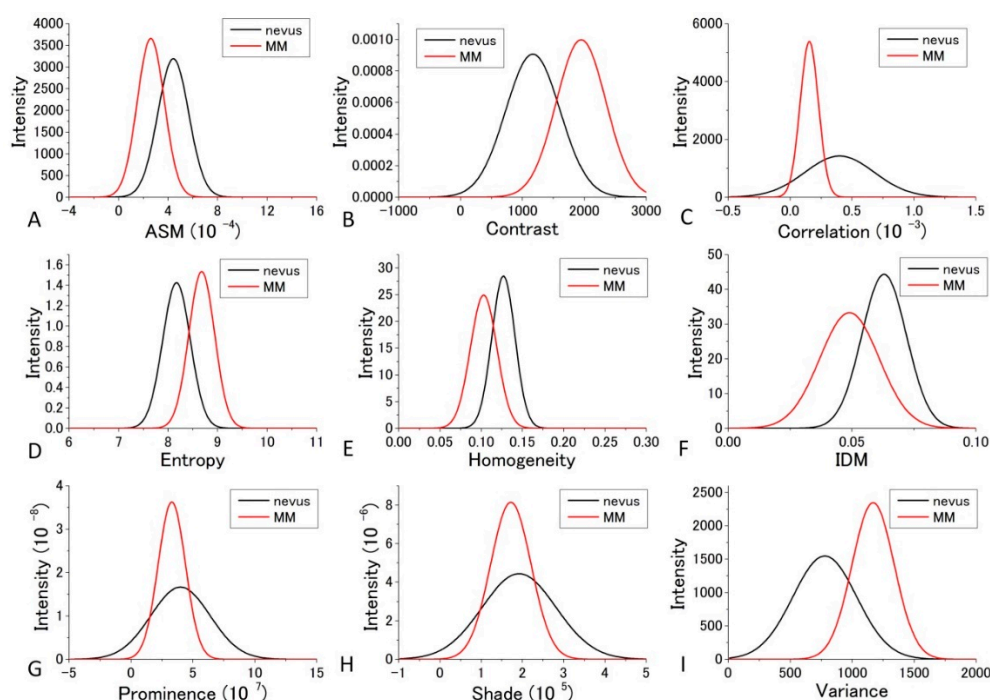 4000
3500
3000
2500
2000
1500
1000
500
0
Intensity
nevus
MM
−4 0 4 8 12 16
A
ASM (10 −4)
0.0010
0.0008
0.0006
0.0004
0.0002
0.0000
Intensity
nevus
MM
−1000 0 1000 2000 3000
B
Contrast
6000
4000
2000
0
Intensity
nevus
MM
−0.5 0.0 0.5 1.0 1.5
C
Correlation (10 −3)
1.6
1.4
1.2
1.0
0.8
0.6
0.4
0.2
0.0
Intensity
nevus
MM
6 7 8 9 10 11
D
Entropy
30
25
20
15
10
5
0
Intensity
nevus
MM
0.00 0.05 0.10 0.15 0.20 0.25 0.30
E
Homogeneity
50
40
30
20
10
0
Intensity
nevus
MM
0.00 0.05 0.10
F
IDM
4
3
2
1
0
Intensity (10 −8)
nevus
MM
−5 0 5 10 15
G
Prominence (10 7)
8
6
4
2
0
Intensity (10 −6)
nevus
MM
−1 0 1 2 3 4 5
H
Shade (10 5)
2500
2000
1500
1000
500
0
Intensity
nevus
MM
0 500 1000 1500 2000
I
Variance